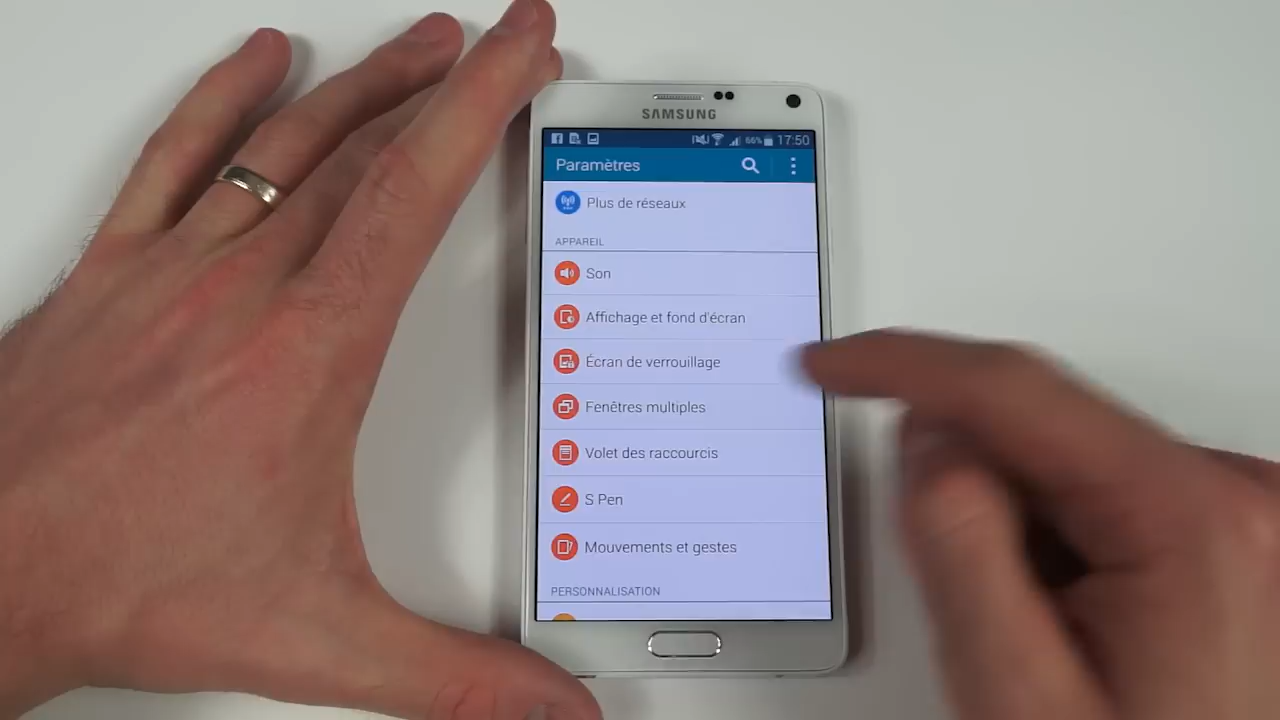 SAMSUNG
66% 17:50
Paramètres
Plus de réseaux
APPAREIL
Son
Affichage et fond d'écran
Écran de verrouillage
Fenêtres multiples
Volet des raccourcis
S Pen
Mouvements et gestes
PERSONNALISATION